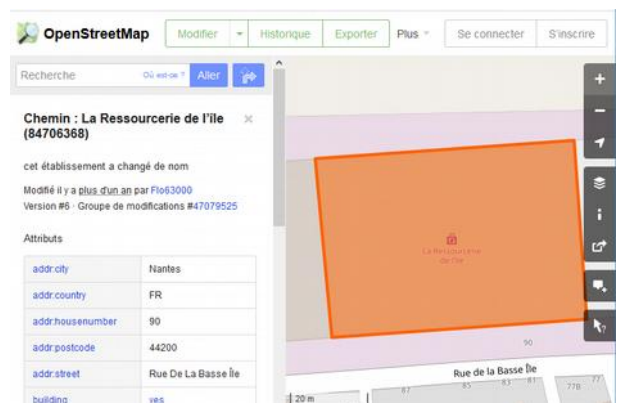 OpenStreetMap Modifier Historique Exporter Plus Se connecter S'inscrire
Recherche Où est-ce ? Aller
Chemin : La Ressourcerie de l'île
(84706368)
cet établissement a changé de nom
Modifié il y a plus d'un an par Flo63000
Version #6 · Groupe de modifications #47079525
Attributs
addr:city Nantes
addr:country FR
addr:housenumber 90
addr:postcode 44200
addr:street Rue De La Basse Île
building yes
La Ressourcerie
de l'île
90
Rue de la Basse Île
87 85 83 81 77B 77
20 m